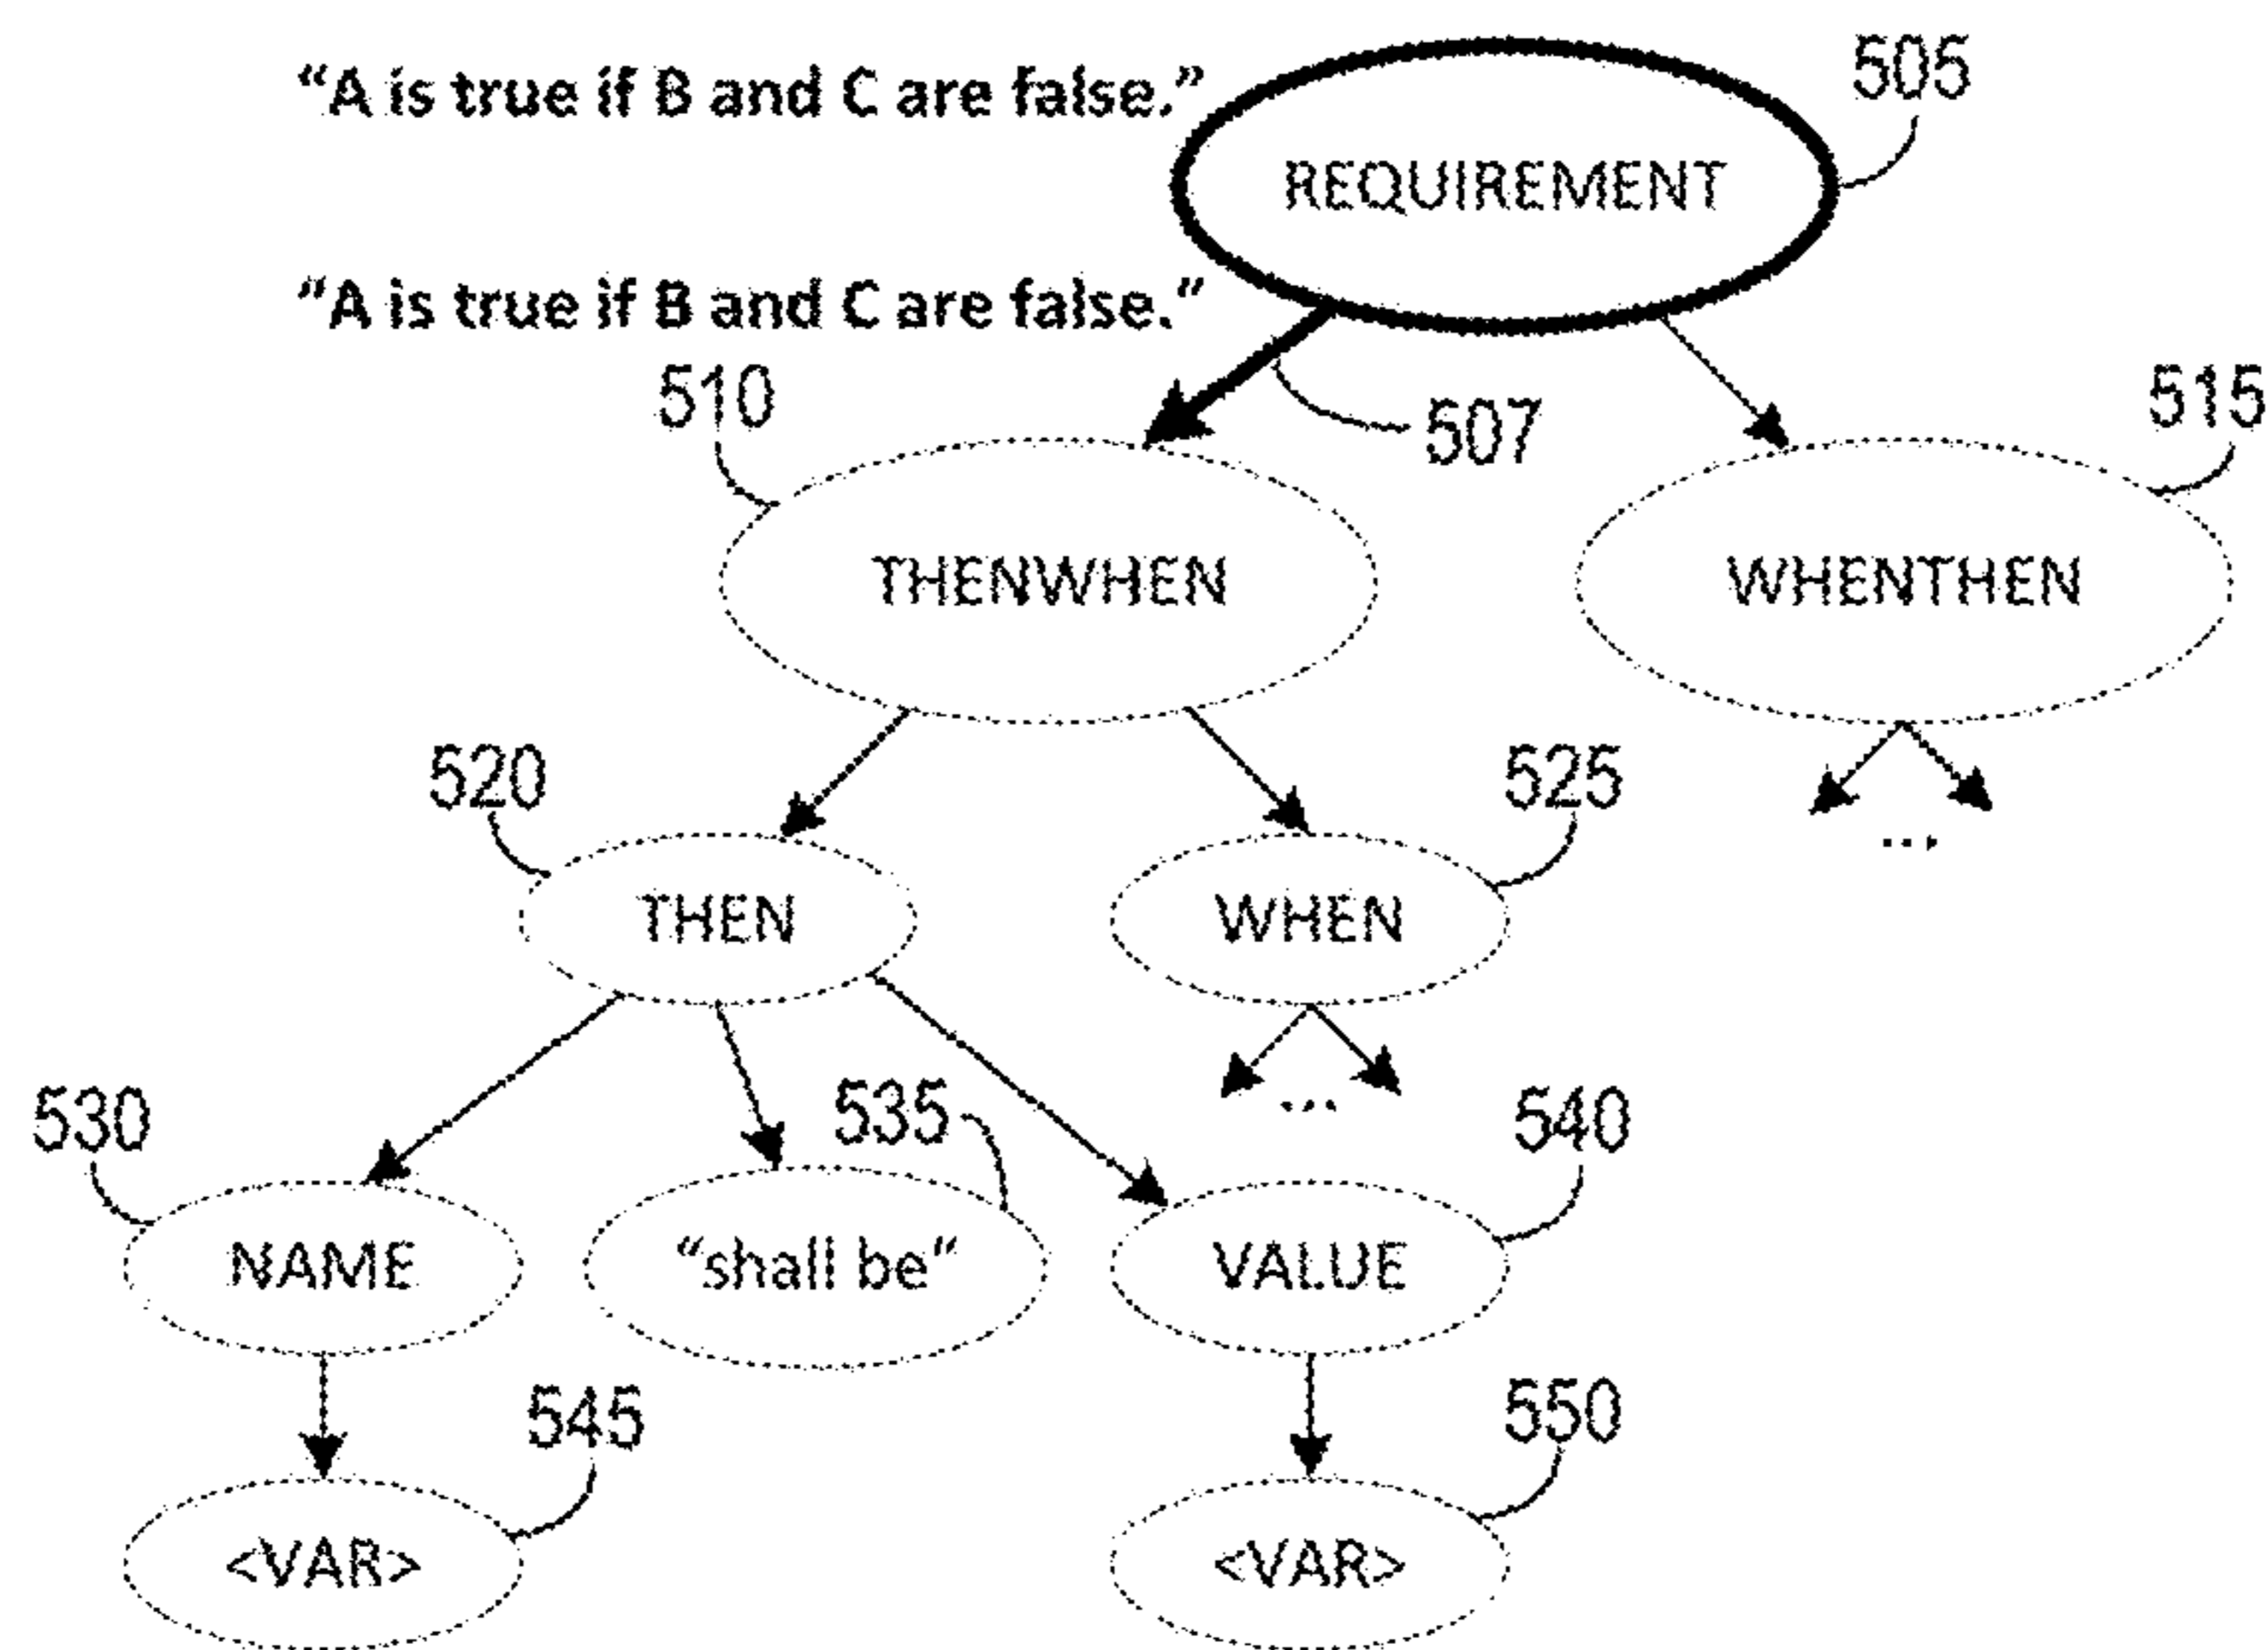 “A is true if B and C are false.”
505
REQUIREMENT
“A is true if B and C are false.”
510
507
515
THENWHEN
WHENTHEN
520
525
...
THEN
WHEN
530
535
...
540
NAME
“shall be”
VALUE
545
550
<VAR>
<VAR>